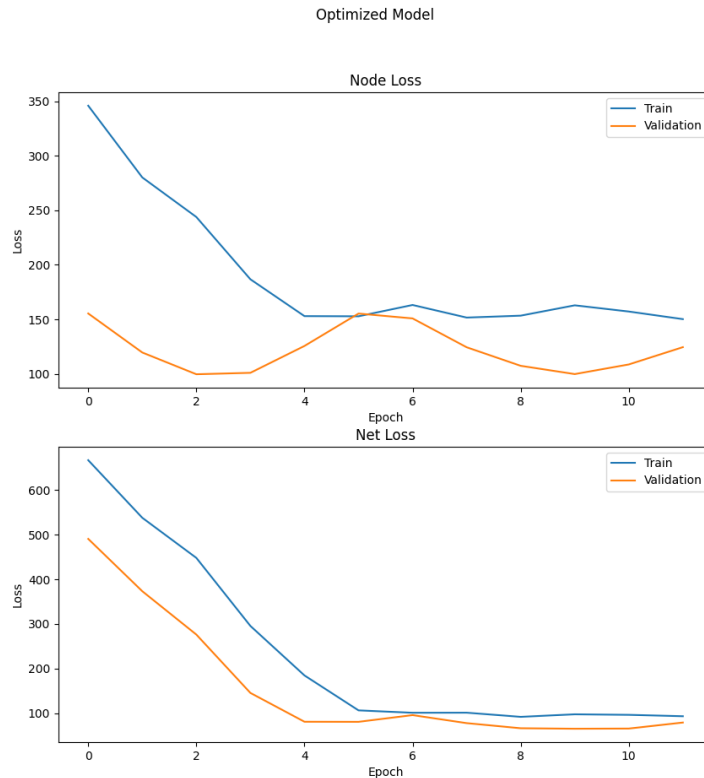 Optimized Model
Node Loss
350
300
250
200
150
100
Loss
Train
Validation
0 2 4 6 8 10
Epoch
Net Loss
600
500
400
300
200
100
Loss
Train
Validation
0 2 4 6 8 10
Epoch